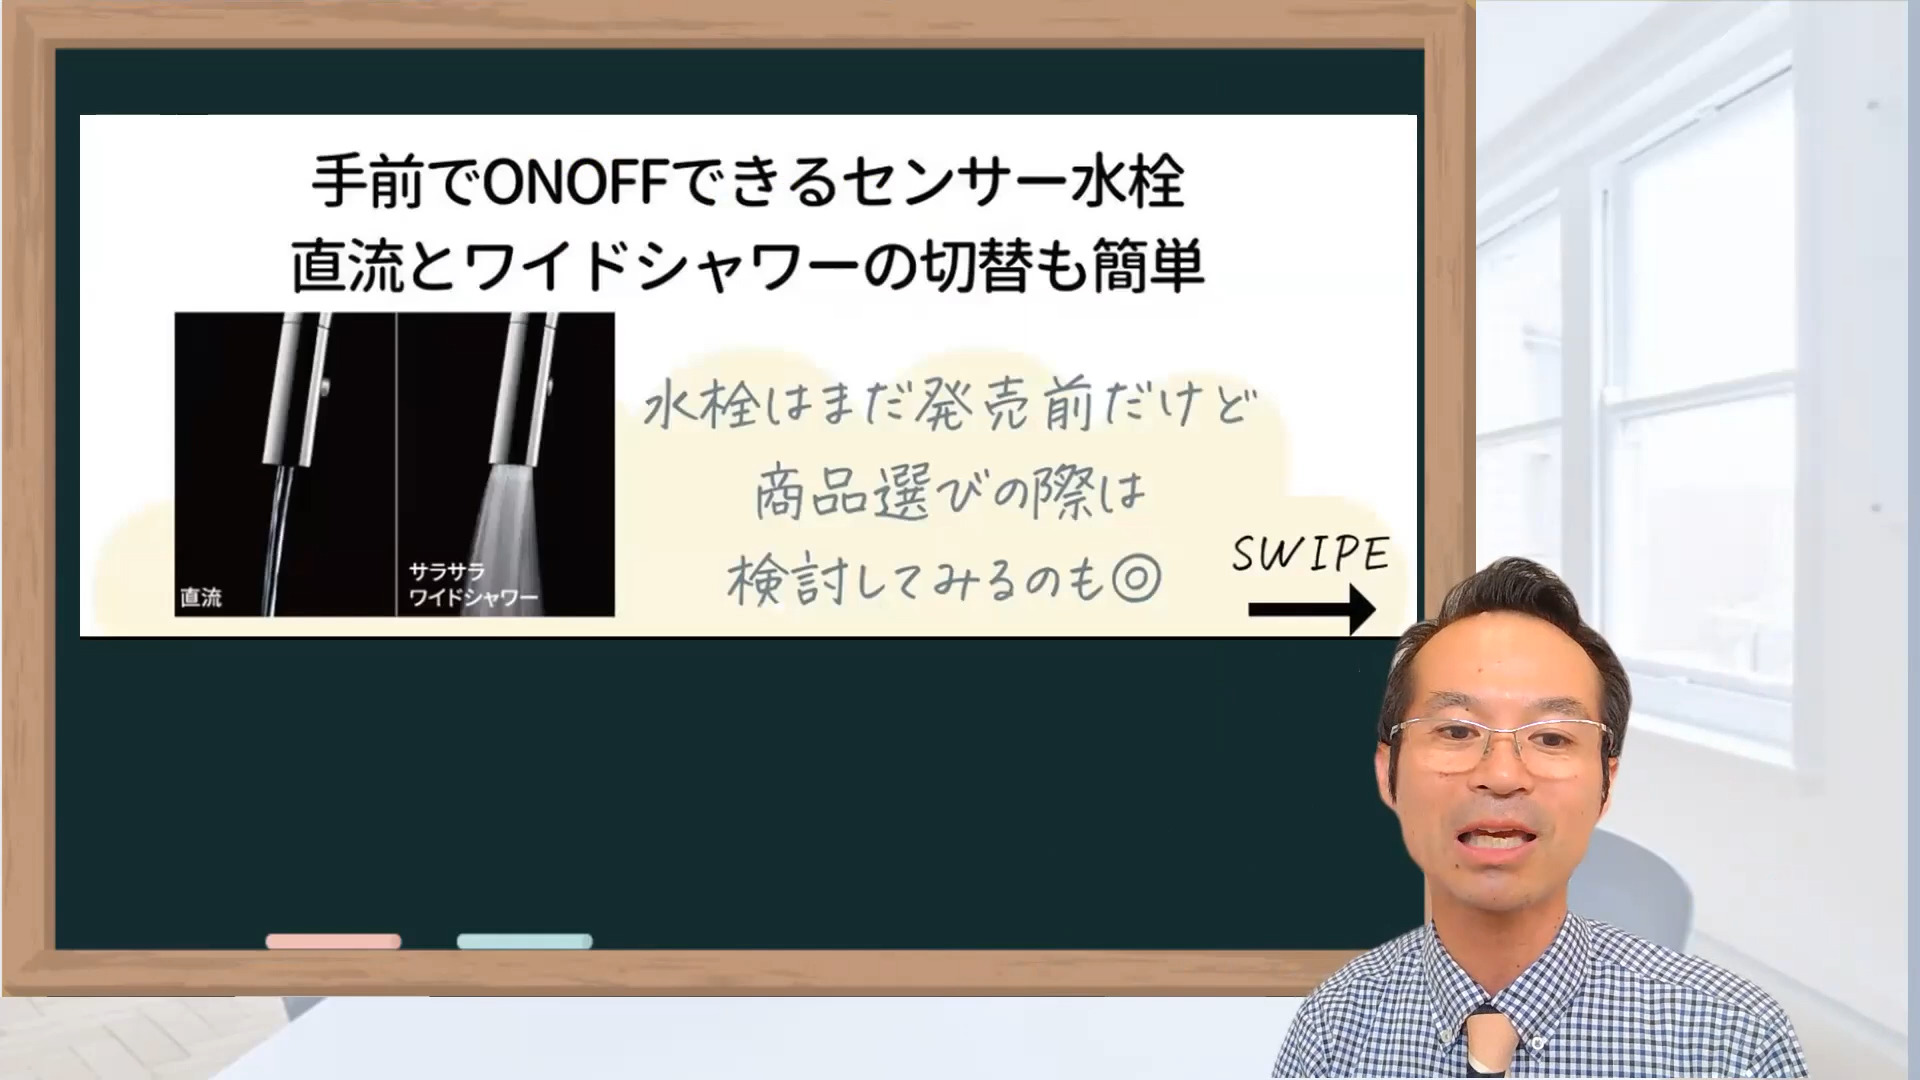 手前でONOFFできるセンサー水栓
直流とワイドシャワーの切替も簡単
水栓はまだ発売前だけど
商品選びの際は
検討してみるのも◎
サラサラ
直流
ワイドシャワー
SWIPE